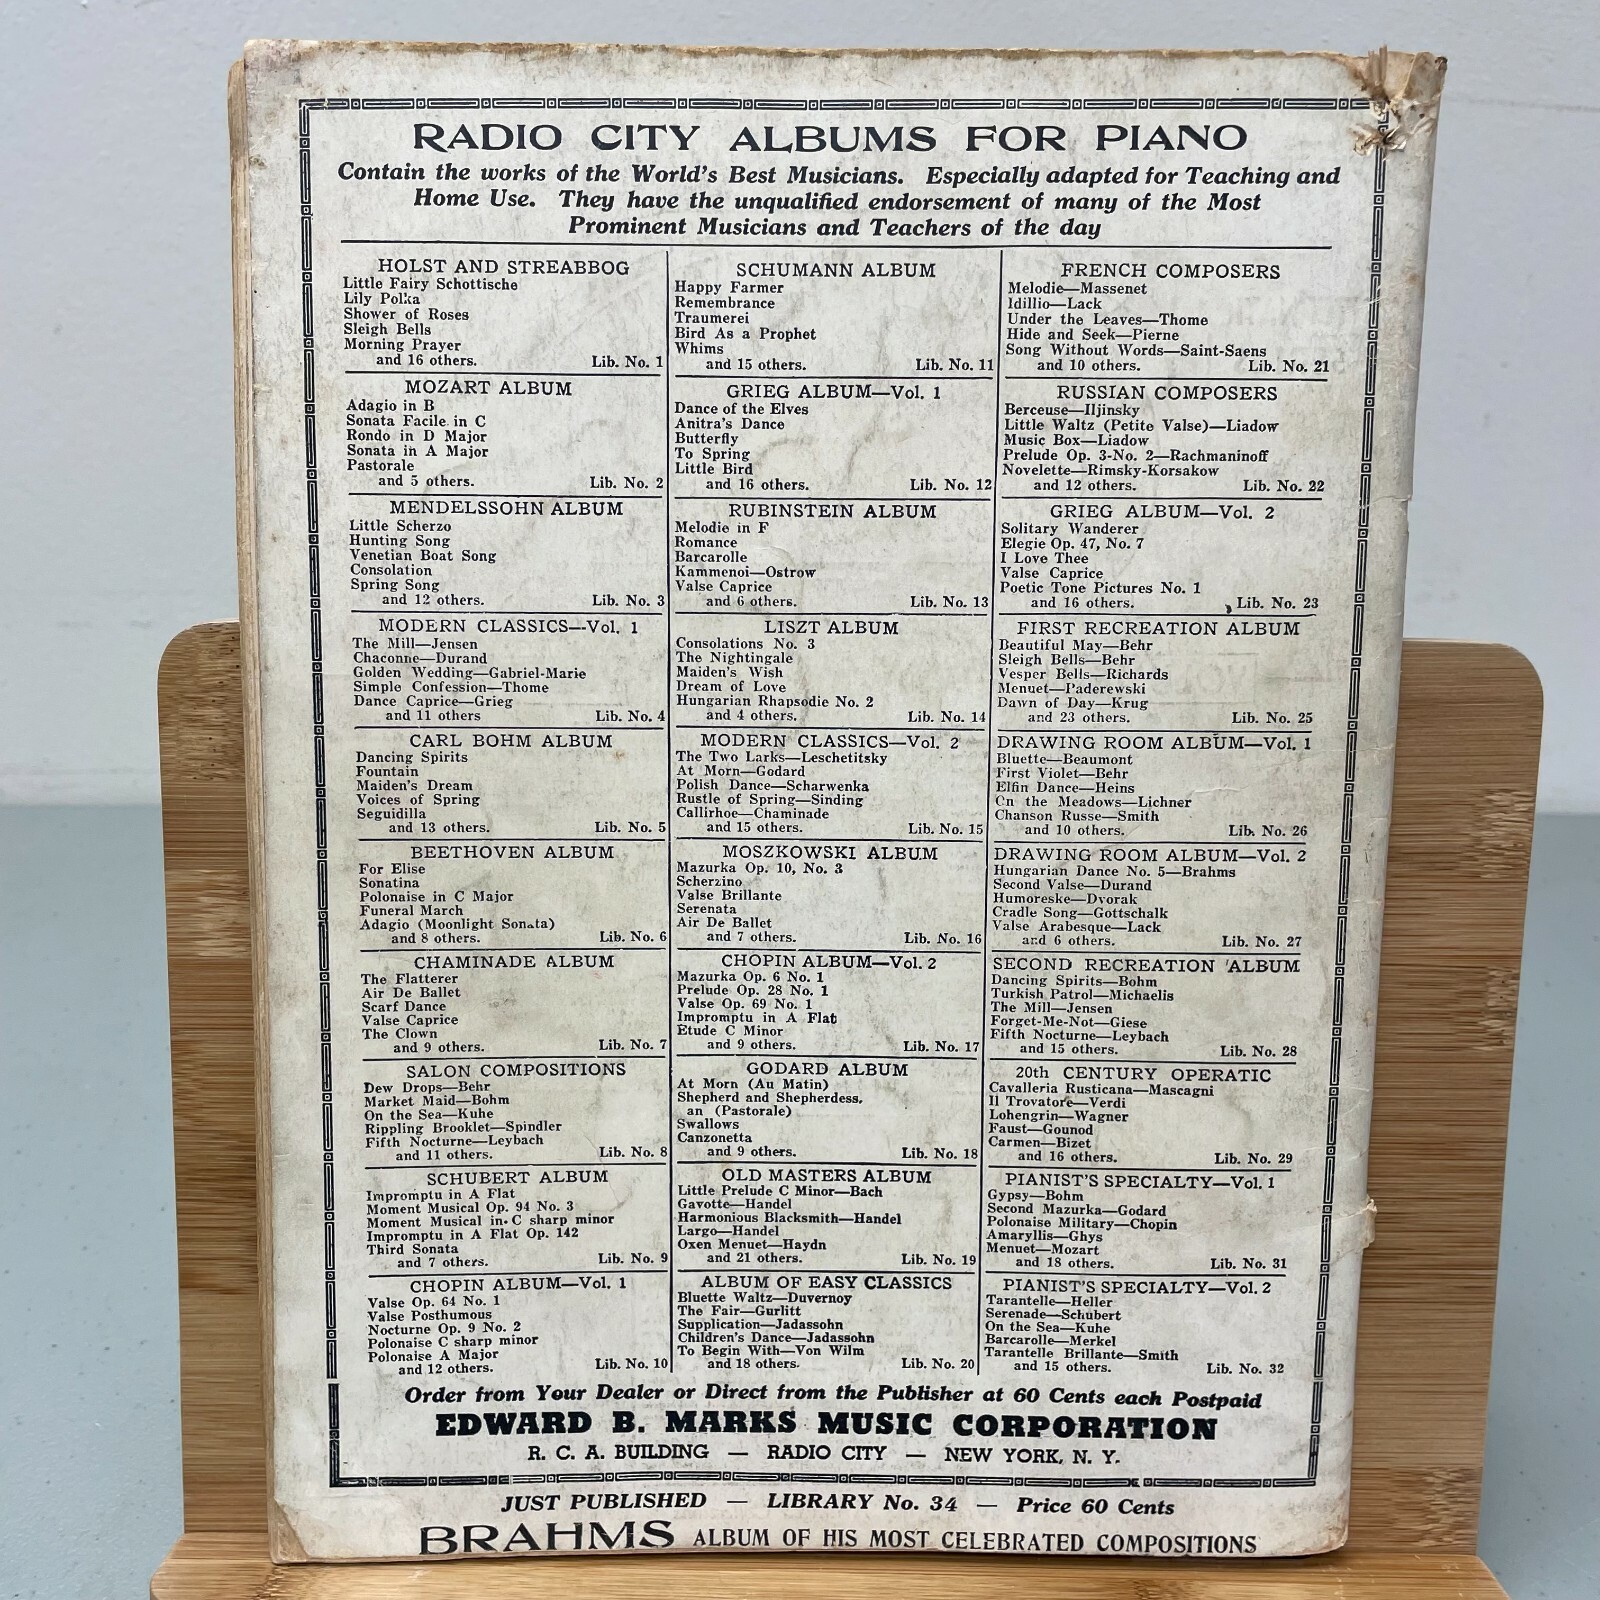 RADIO CITY ALBUMS FOR PIANO
Contain the works of the World's Best Musicians. Especially adapted for Teaching and
Home Use. They have the unqualified endorsement of many of the Most
Prominent Musicians and Teachers of the day
HOLST AND STREABBOG
Little Fairy Schottische
Lily Polka
Shower of Roses
Sleigh Bells
Morning Prayer
and 16 others. Lib. No. 1
MOZART ALBUM
Adagio in B
Sonata Facile in C
Rondo in D Major
Sonata in A Major
Pastorale
and 5 others. Lib. No. 2
MENDELSSOHN ALBUM
Little Scherzo
Hunting Song
Venetian Boat Song
Consolation
Spring Song
and 12 others. Lib. No. 3
MODERN CLASSICS—Vol. 1
The Mill—Jensen
Chaconne—Durand
Golden Wedding—Gabriel-Marie
Simple Confession—Thome
Dance Caprice—Grieg
and 11 others Lib. No. 4
CARL BOHM ALBUM
Dancing Spirits
Fountain
Maiden's Dream
Voices of Spring
Seguidilla
and 13 others. Lib. No. 5
BEETHOVEN ALBUM
For Elise
Sonatina
Polonaise in C Major
Funeral March
Adagio (Moonlight Sonata)
and 8 others. Lib. No. 6
CHAMINADE ALBUM
The Flatterer
Air De Ballet
Scarf Dance
Valse Caprice
The Clown
and 9 others. Lib. No. 7
SALON COMPOSITIONS
Dew Drops—Behr
Market Maid—Bohm
On the Sea—Kuhe
Rippling Brooklet—Spindler
Fifth Nocturne—Leybach
and 11 others. Lib. No. 8
SCHUBERT ALBUM
Impromptu in A Flat
Moment Musical Op. 94 No. 3
Moment Musical in C sharp minor
Impromptu in A Flat Op. 142
Third Sonata
and 7 others. Lib. No. 9
CHOPIN ALBUM—Vol. 1
Valse Op. 64 No. 1
Valse Posthumous
Nocturne Op. 9 No. 2
Polonaise C sharp minor
Polonaise A Major
and 12 others. Lib. No. 10
SCHUMANN ALBUM
Happy Farmer
Remembrance
Traumerei
Bird As a Prophet
Whims
and 15 others. Lib. No. 11
GRIEG ALBUM—Vol. 1
Dance of the Elves
Anitra's Dance
Butterfly
To Spring
Little Bird
and 16 others. Lib. No. 12
RUBINSTEIN ALBUM
Melodie in F
Romance
Barcarolle
Kammenoi—Ostrow
Valse Caprice
and 6 others. Lib. No. 13
LISZT ALBUM
Consolations No. 3
The Nightingale
Maiden's Wish
Dream of Love
Hungarian Rhapsodie No. 2
and 4 others. Lib. No. 14
MODERN CLASSICS—Vol. 2
The Two Larks—Leschetitsky
At Morn—Godard
Polish Dance—Scharwenka
Rustle of Spring—Sinding
Callirhoe—Chaminade
and 15 others. Lib. No. 15
MOSZKOWSKI ALBUM
Mazurka Op. 10, No. 3
Scherzino
Valse Brillante
Serenata
Air De Ballet
and 7 others. Lib. No. 16
CHOPIN ALBUM—Vol. 2
Mazurka Op. 6 No. 1
Prelude Op. 28 No. 1
Valse Op. 69 No. 1
Impromptu in A Flat
Etude C Minor
and 9 others. Lib. No. 17
GODARD ALBUM
At Morn (Au Matin)
Shepherd and Shepherdess,
an (Pastorale)
Swallows
Canzonetta
and 9 others. Lib. No. 18
OLD MASTERS ALBUM
Little Prelude C Minor—Bach
Gavotte—Handel
Harmonious Blacksmith—Handel
Largo—Handel
Oxen Menuet—Haydn
and 21 others. Lib. No. 19
ALBUM OF EASY CLASSICS
Bluette Waltz—Duvernoy
The Fair—Gurlitt
Supplication—Jadassohn
Children's Dance—Jadassohn
To Begin With—Von Wilm
and 18 others. Lib. No. 20
FRENCH COMPOSERS
Melodie—Massenet
Idillio—Lack
Under the Leaves—Thome
Hide and Seek—Pierne
Song Without Words—Saint-Saens
and 10 others. Lib. No. 21
RUSSIAN COMPOSERS
Berceuse—Iljinsky
Little Waltz (Petite Valse)—Liadow
Music Box—Liadow
Prelude Op. 3-No. 2—Rachmaninoff
Novelette—Rimsky-Korsakow
and 12 others. Lib. No. 22
GRIEG ALBUM—Vol. 2
Solitary Wanderer
Elegie Op. 47, No. 7
I Love Thee
Valse Caprice
Poetic Tone Pictures No. 1
and 16 others. Lib. No. 23
FIRST RECREATION ALBUM
Beautiful May—Behr
Sleigh Bells—Behr
Vesper Bells—Richards
Menuet—Paderewski
Dawn of Day—Krug
and 23 others. Lib. No. 25
DRAWING ROOM ALBUM—Vol. 1
Bluette—Beaumont
First Violet—Behr
Elfin Dance—Heins
On the Meadows—Lichner
Chanson Russe—Smith
and 10 others. Lib. No. 26
DRAWING ROOM ALBUM—Vol. 2
Hungarian Dance No. 5—Brahms
Second Valse—Durand
Humoreske—Dvorak
Cradle Song—Gottschalk
Valse Arabesque—Lack
and 6 others. Lib. No. 27
SECOND RECREATION ALBUM
Dancing Spirits—Bohm
Turkish Patrol—Michaelis
The Mill—Jensen
Forget-Me-Not—Giese
Fifth Nocturne—Leybach
and 15 others. Lib. No. 28
20th CENTURY OPERATIC
Cavalleria Rusticana—Mascagni
Il Trovatore—Verdi
Lohengrin—Wagner
Faust—Gounod
Carmen—Bizet
and 16 others. Lib. No. 29
PIANIST'S SPECIALTY—Vol. 1
Gypsy—Bohm
Second Mazurka—Godard
Polonaise Military—Chopin
Amaryllis—Ghys
Menuet—Mozart
and 18 others. Lib. No. 31
PIANIST'S SPECIALTY—Vol. 2
Tarantelle—Heller
Serenade—Schubert
On the Sea—Kuhe
Barcarolle—Merkel
Tarantelle Brillante—Smith
and 15 others. Lib. No. 32
Order from Your Dealer or Direct from the Publisher at 60 Cents each Postpaid
EDWARD B. MARKS MUSIC CORPORATION
R. C. A. BUILDING — RADIO CITY — NEW YORK, N. Y.
JUST PUBLISHED — LIBRARY No. 34 — Price 60 Cents
BRAHMS ALBUM OF HIS MOST CELEBRATED COMPOSITIONS